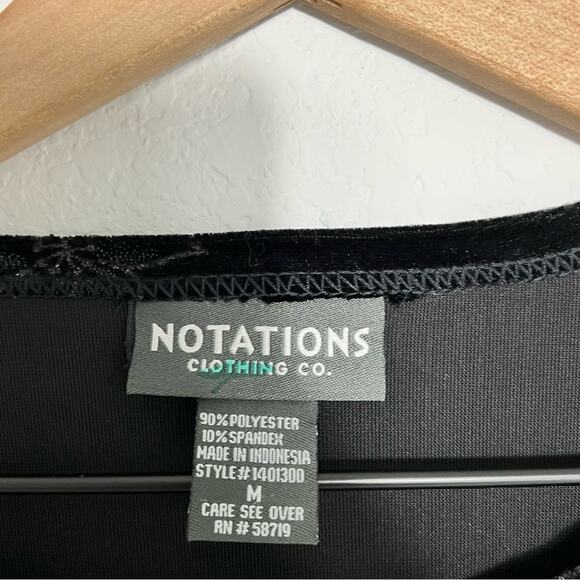 NOTATIONS
CLOTHING CO.
90% POLYESTER
10% SPANDEX
MADE IN INDONESIA
STYLE# 1401300
M
CARE SEE OVER
RN # 58719